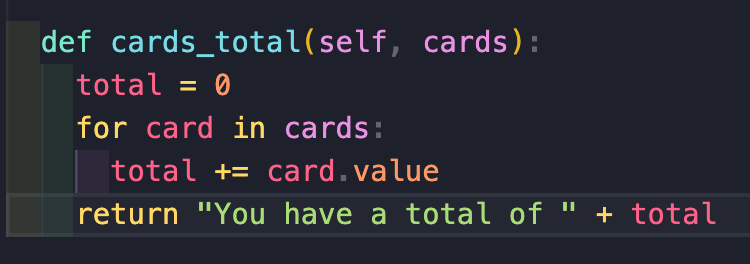 def cards_total(self, cards):
total = 0
for card in cards:
total += card.value
return "You have a total of " + total